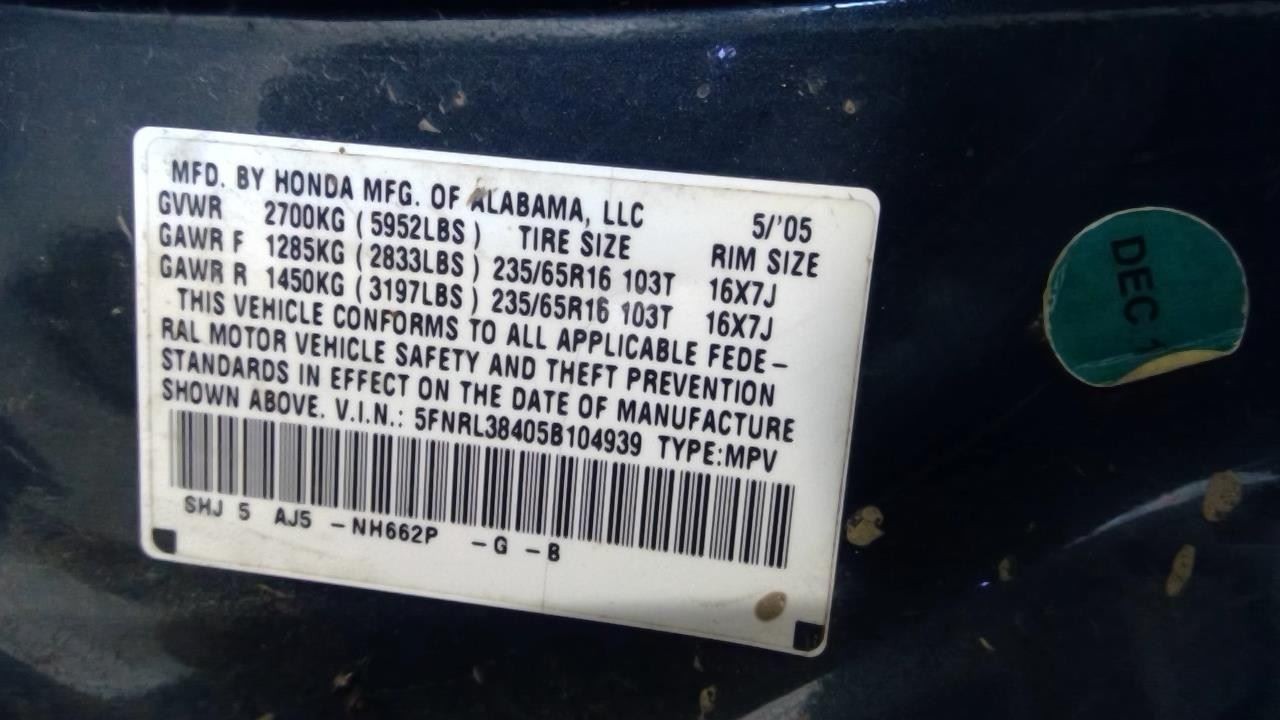 MFD. BY HONDA MFG. OF ALABAMA, LLC 5/'05
GVWR 2700KG (5952LBS) TIRE SIZE RIM SIZE
GAWR F 1285KG (2833LBS) 235/65R16 103T 16X7J
GAWR R 1450KG (3197LBS) 235/65R16 103T 16X7J
THIS VEHICLE CONFORMS TO ALL APPLICABLE FEDE-
RAL MOTOR VEHICLE SAFETY AND THEFT PREVENTION
STANDARDS IN EFFECT ON THE DATE OF MANUFACTURE
SHOWN ABOVE. V.I.N.: 5FNRL38405B104939 TYPE:MPV
SHJ 5 AJ5 -NH662P -G -B
DEC